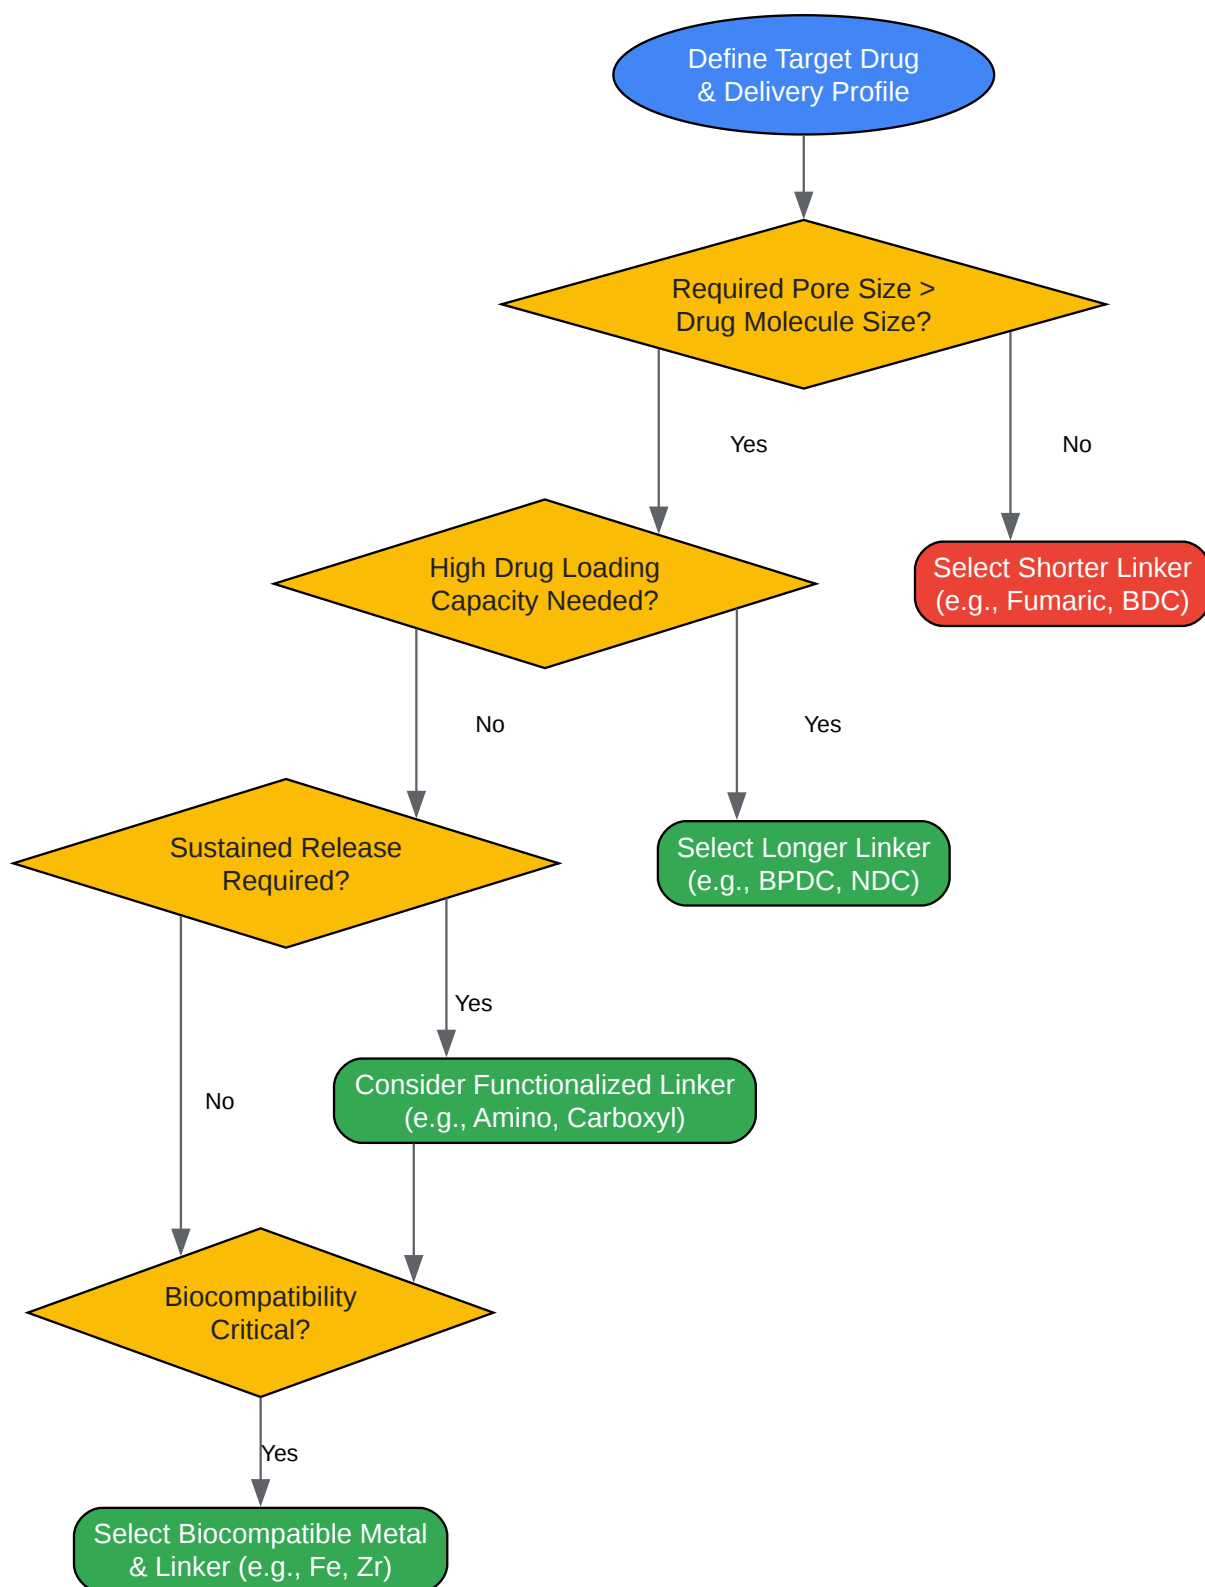 Define Target Drug
& Delivery Profile
Required Pore Size >
Drug Molecule Size?
Yes
No
High Drug Loading
Capacity Needed?
Select Shorter Linker
(e.g., Fumaric, BDC)
No
Yes
Sustained Release
Required?
Select Longer Linker
(e.g., BPDC, NDC)
Yes
Consider Functionalized Linker
(e.g., Amino, Carboxyl)
No
Biocompatibility
Critical?
Yes
Select Biocompatible Metal
& Linker (e.g., Fe, Zr)